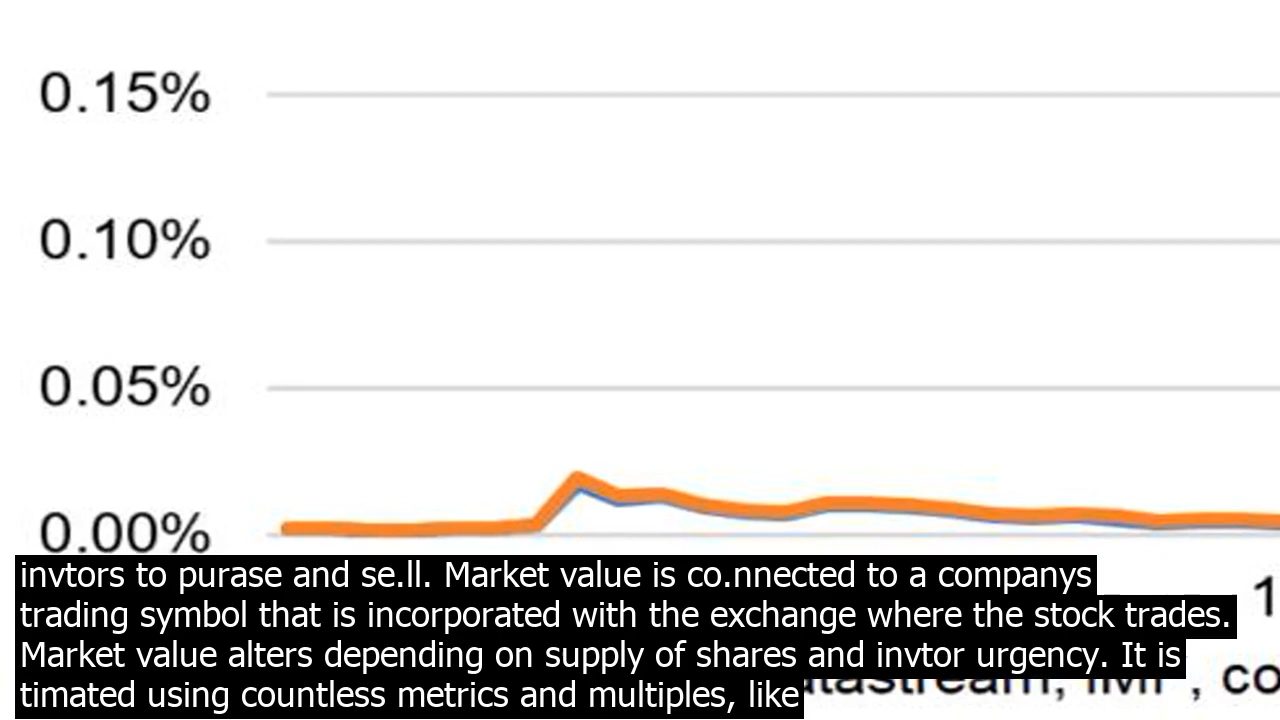 0.15%
0.10%
0.05%
0.00%
invtors to purase and se.ll. Market value is co.nnected to a companys
1
trading symbol that is incorporated with the exchange where the stock trades.
Market value alters depending on supply of shares and invtor urgency. It is
timated using countless metrics and multiples, like